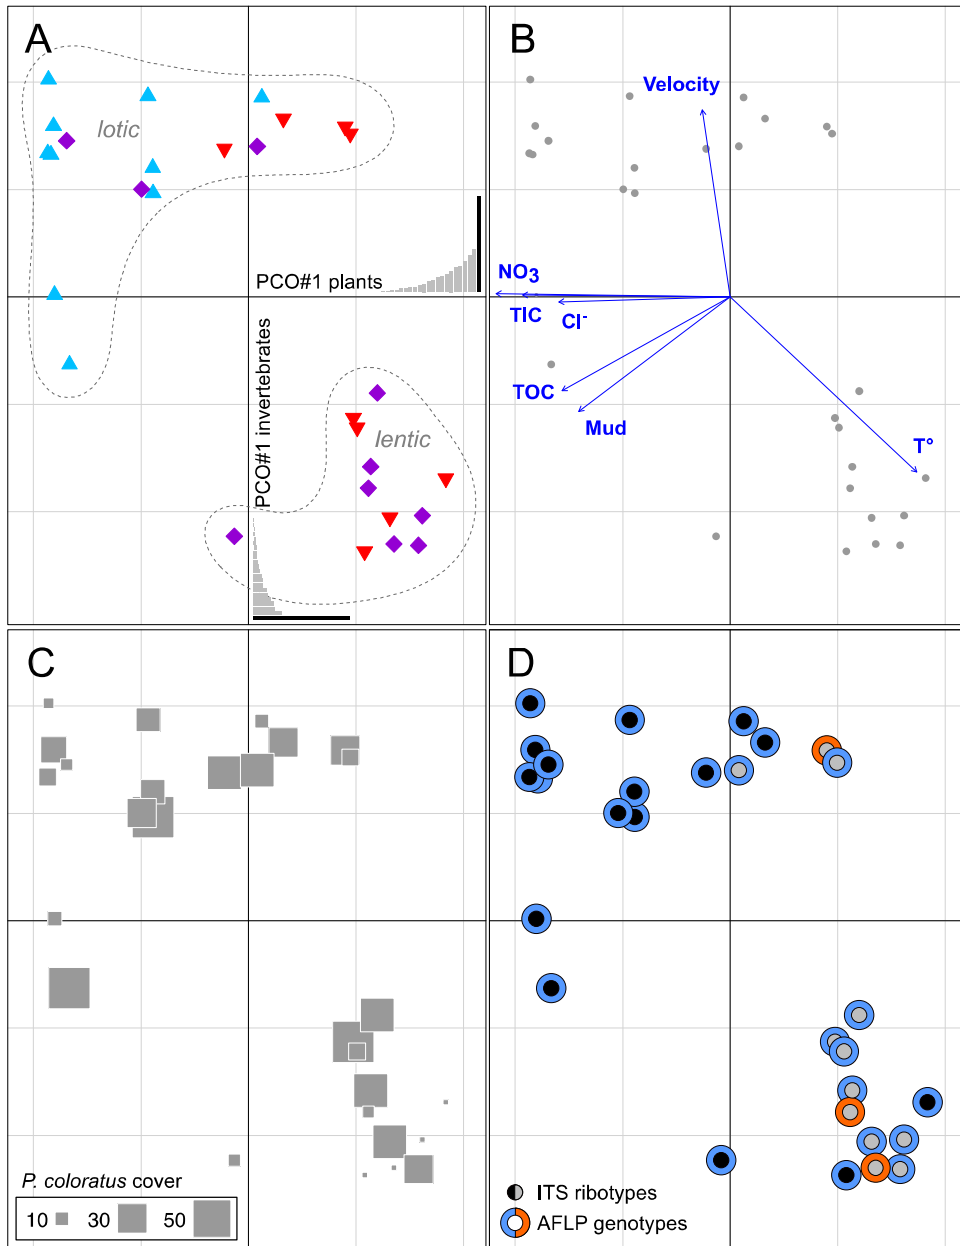 A
lotic
PCO#1 plants
PCO#1 invertebrates
lentic
B
Velocity
NO3
TIC
Cl-
TOC
Mud
T°
C
P. coloratus cover
10 30 50
D
ITS ribotypes
AFLP genotypes